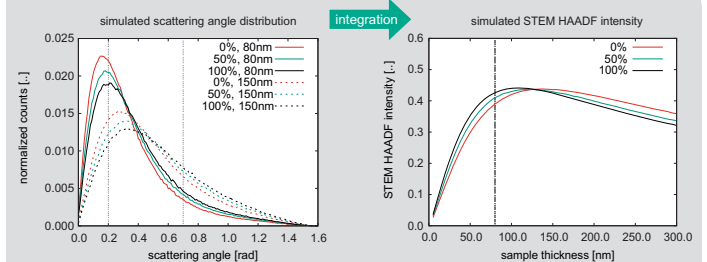 simulated scattering angle distribution
integration
simulated STEM HAADF intensity
normalized counts [..]
0.025
0.020
0.015
0.010
0.005
0.000
0%, 80nm
50%, 80nm
100%, 80nm
0%, 150nm
50%, 150nm
100%, 150nm
0.0 0.2 0.4 0.6 0.8 1.0 1.2 1.4 1.6
scattering angle [rad]
STEM HAADF intensity [..]
0.6
0.5
0.4
0.3
0.2
0.1
0.0
0%
50%
100%
0.0 50.0 100.0 150.0 200.0 250.0 300.0
sample thickness [nm]